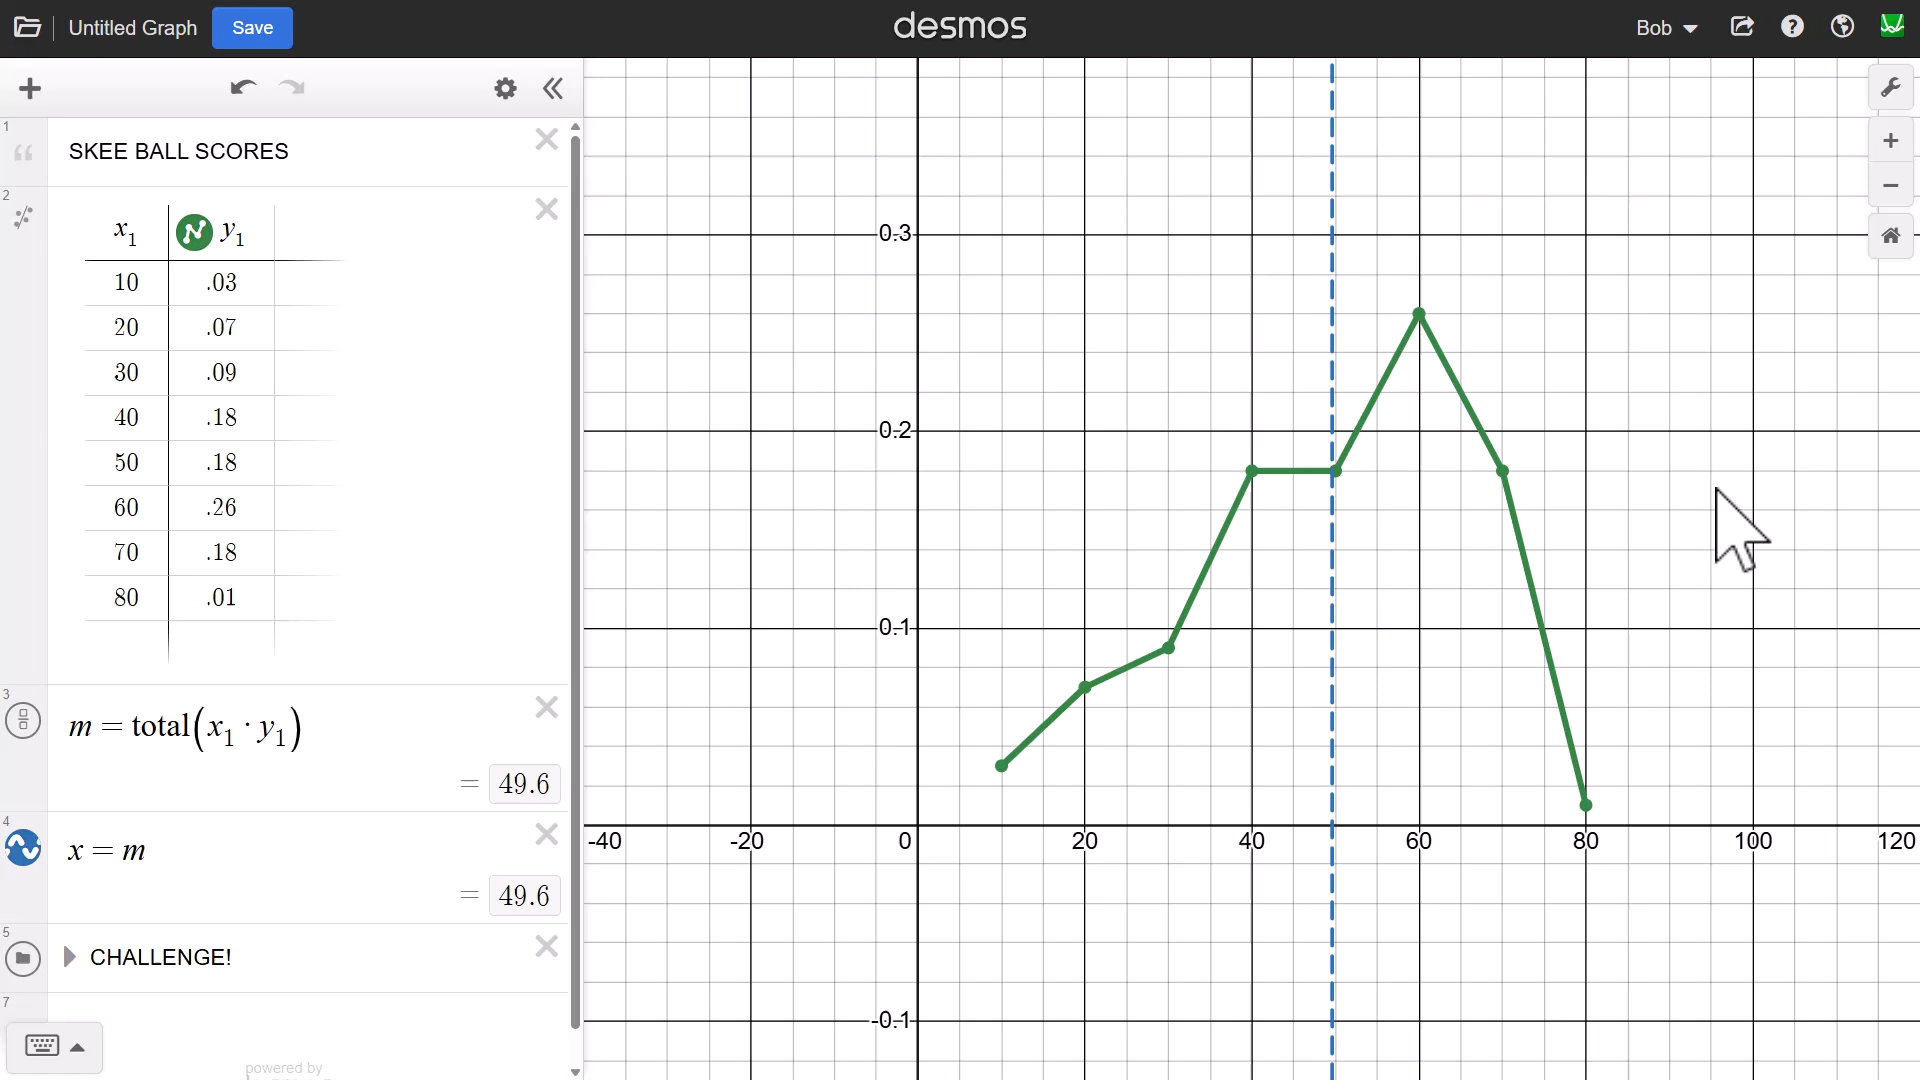 Untitled Graph Save desmos Bob
1
SKEE BALL SCORES
2
x₁ y₁
10 .03
20 .07
30 .09
40 .18
50 .18
60 .26
70 .18
80 .01
3
m = total(x₁ · y₁)
= 49.6
4
x = m
= 49.6
5
CHALLENGE!
7
powered by
0.3
0.2
0.1
-40 -20 0 20 40 60 80 100 120
-0.1